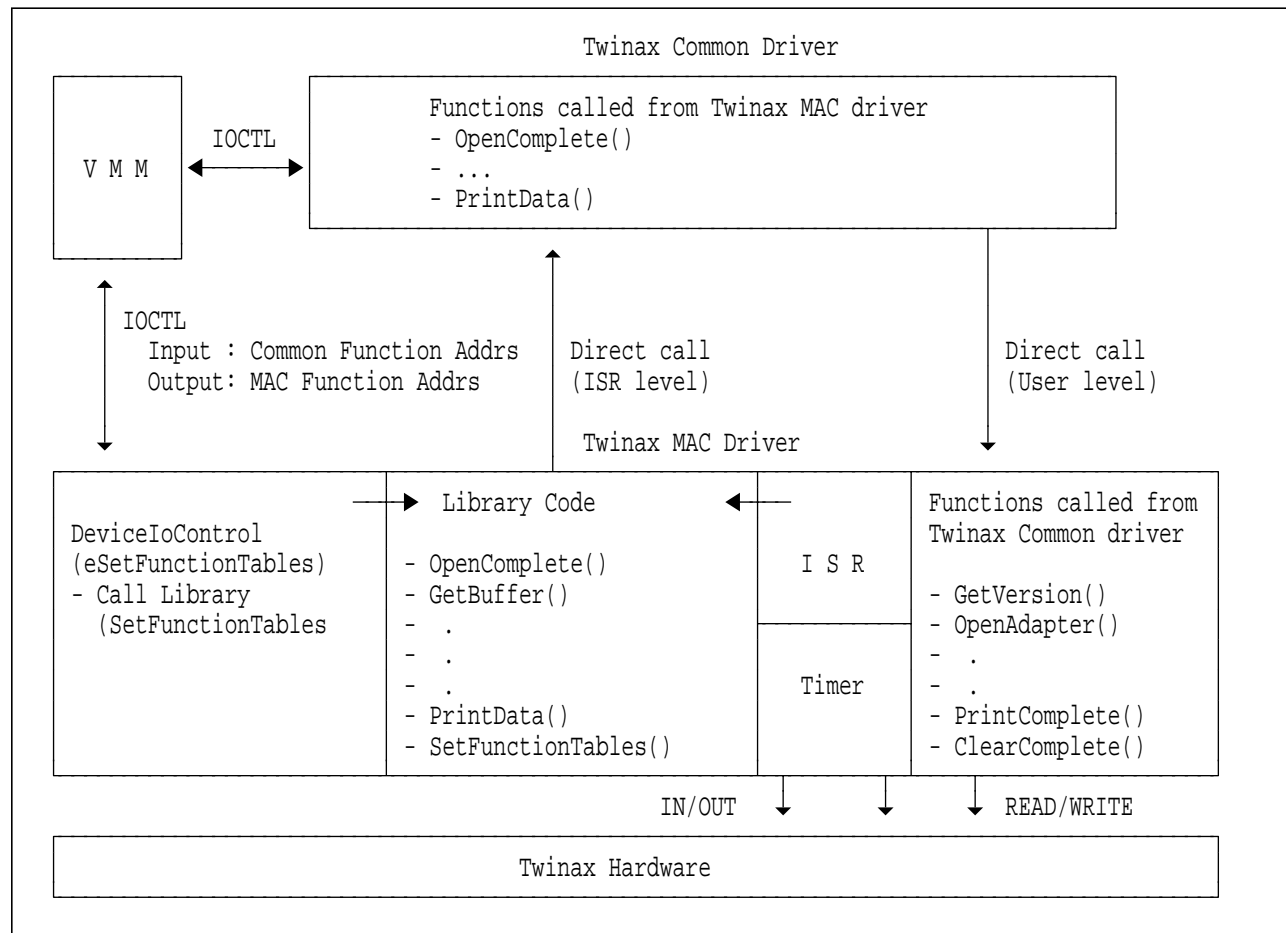 Twinax Common Driver
Functions called from Twinax MAC driver
- OpenComplete()
- ...
- PrintData()
V M M
IOCTL
IOCTL
Input : Common Function Addrs
Output: MAC Function Addrs
Direct call
(ISR level)
Direct call
(User level)
Twinax MAC Driver
DeviceIoControl
(eSetFunctionTables)
- Call Library
(SetFunctionTables
Library Code
- OpenComplete()
- GetBuffer()
- .
- .
- .
- PrintData()
- SetFunctionTables()
I S R
Timer
Functions called from
Twinax Common driver
- GetVersion()
- OpenAdapter()
- .
- .
- PrintComplete()
- ClearComplete()
IN/OUT
READ/WRITE
Twinax Hardware